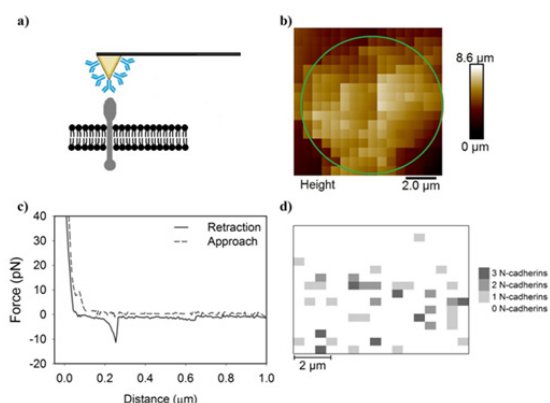 a)
b)
8.6 μm
0 μm
Height
2.0 μm
c)
40
30
20
10
0
-10
-20
Force (pN)
Retraction
Approach
0.0
0.2
0.4
0.6
0.8
1.0
Distance (μm)
d)
3 N-cadherins
2 N-cadherins
1 N-cadherins
0 N-cadherins
2 μm